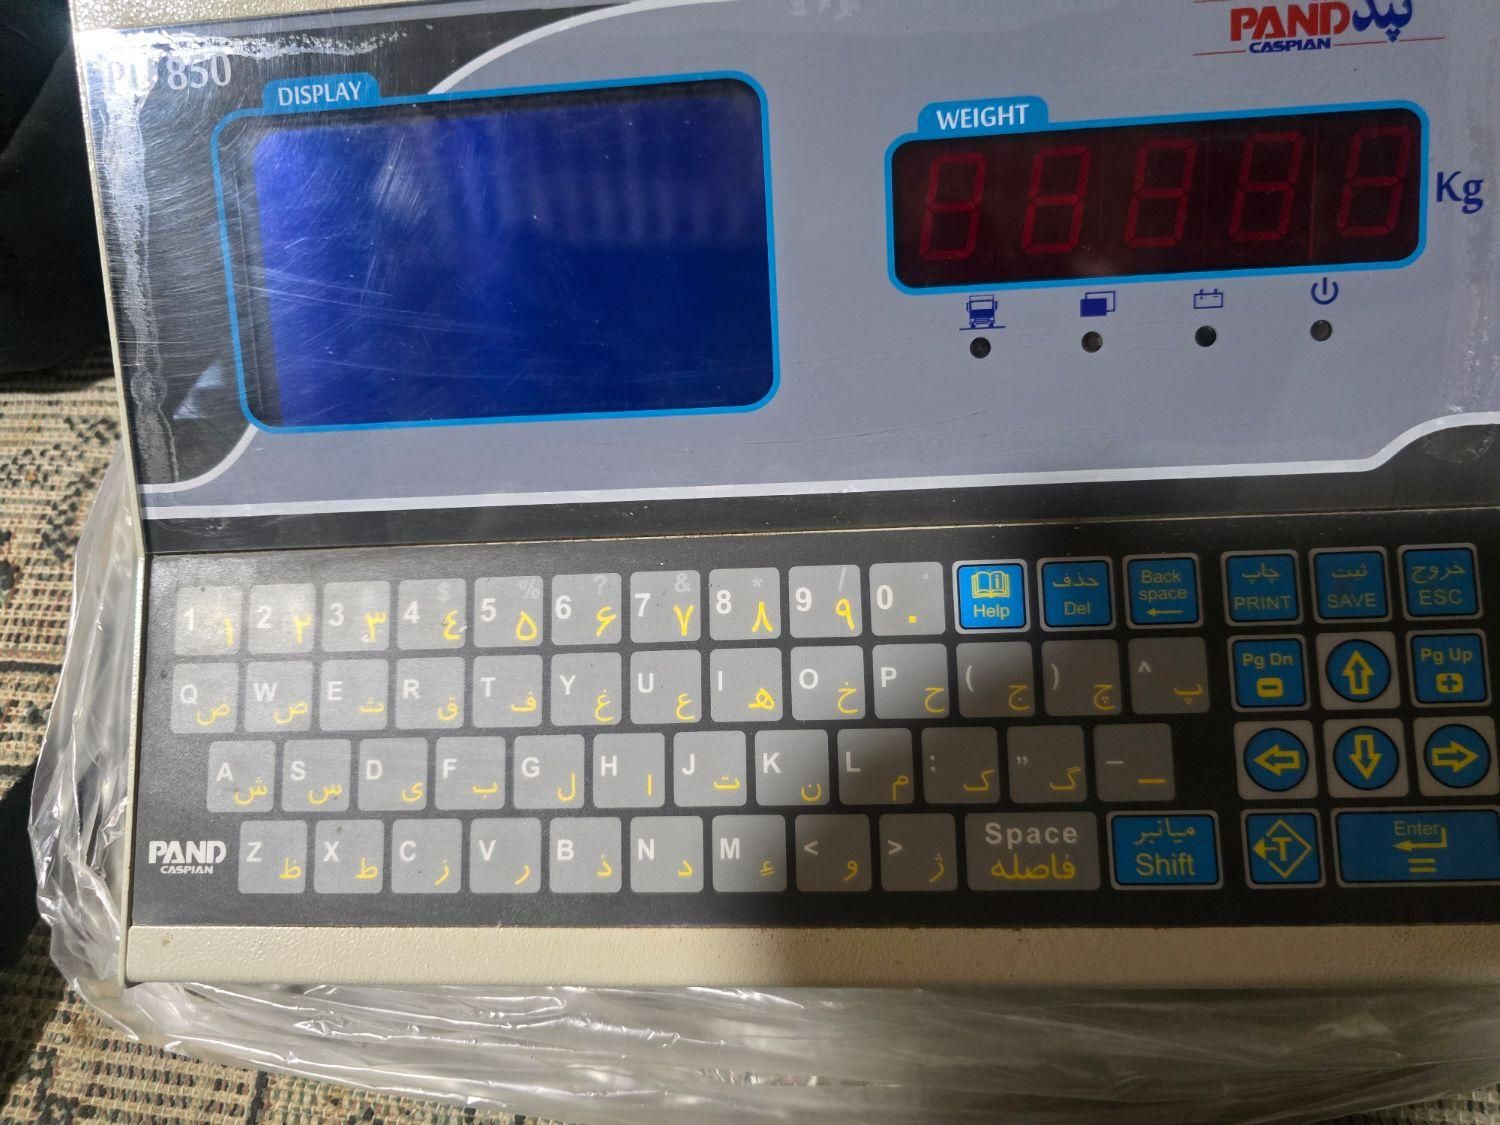 PAND پند
CASPIAN
850
DISPLAY
WEIGHT
Kg
1 ۱ 2 ۲ 3 ۳ $ 4 ٤ % 5 ۵ ? 6 ۶ & 7 ۷ * 8 ۸ / 9 ۹ 0 ۰ Help حذف Del Back space چاپ PRINT ثبت SAVE خروج ESC
Q ض W ص E ث R ق T ف Y غ U ع I هـ O خ P ح ( ج ) چ ^ پ Pg Dn Pg Up
A ش S س D ی F ب G ل H ا J ت K ن L م : ک ” گ _
Z ظ X ط C ز V ر B ذ N د M ئ < و > ژ Space فاصله میانبر Shift T Enter =
PAND
CASPIAN